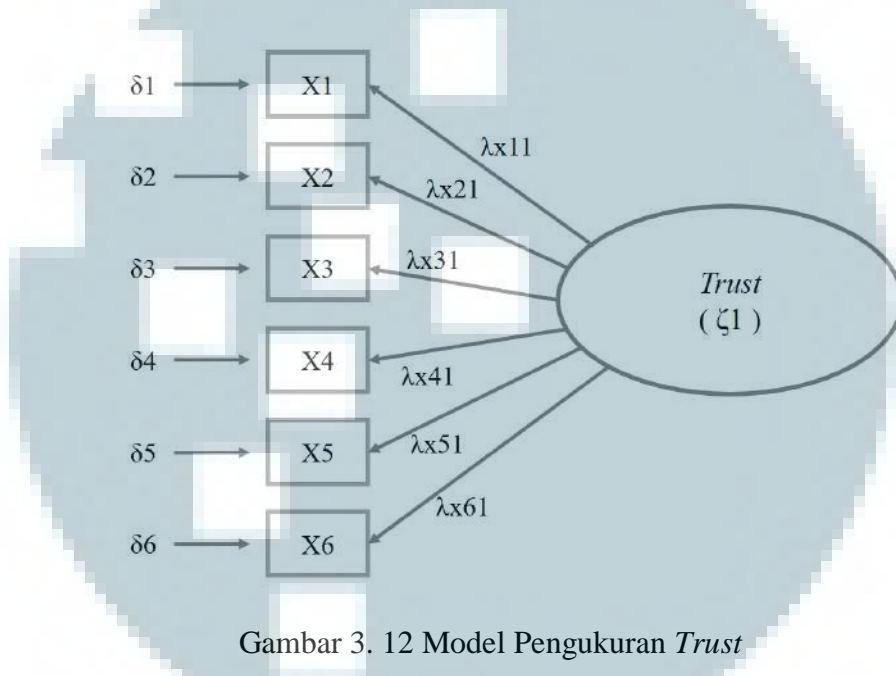 δ1 X1
λx11
δ2 X2
λx21
δ3 X3
λx31
Trust
( ζ1 )
δ4 X4
λx41
δ5 X5
λx51
δ6 X6
λx61
Gambar 3. 12 Model Pengukuran Trust